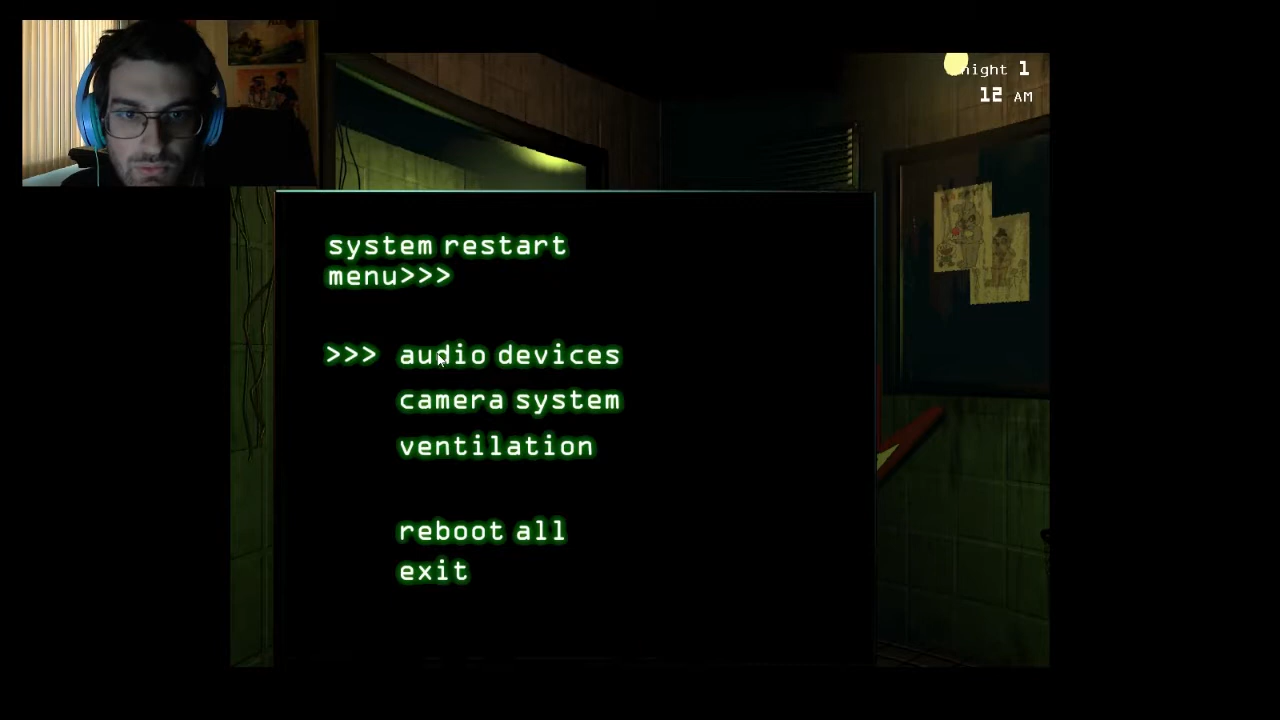 night 1
12 AM
system restart
menu>>>
>>> audio devices
camera system
ventilation
reboot all
exit